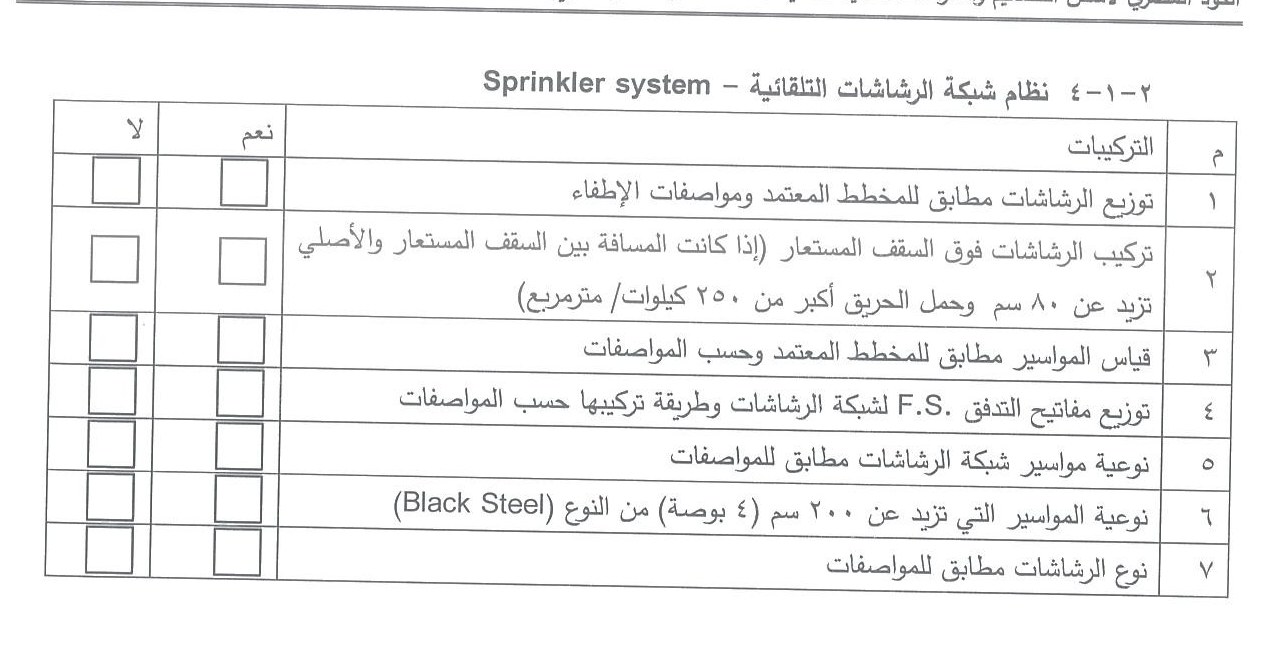 ٢-١-٤ نظام شبكة الرشاشات التلقائية – Sprinkler system
م التركيبات نعم لا
١ توزيع الرشاشات مطابق للمخطط المعتمد ومواصفات الإطفاء
٢ تركيب الرشاشات فوق السقف المستعار (إذا كانت المسافة بين السقف المستعار والأصلي
تزيد عن ٨٠ سم وحمل الحريق أكبر من ٢٥٠ كيلوات/ مترمربع)
٣ قياس المواسير مطابق للمخطط المعتمد وحسب المواصفات
٤ توزيع مفاتيح التدفق F.S. لشبكة الرشاشات وطريقة تركيبها حسب المواصفات
٥ نوعية مواسير شبكة الرشاشات مطابق للمواصفات
٦ نوعية المواسير التي تزيد عن ٢٠٠ سم (٤ بوصة) من النوع (Black Steel)
٧ نوع الرشاشات مطابق للمواصفات